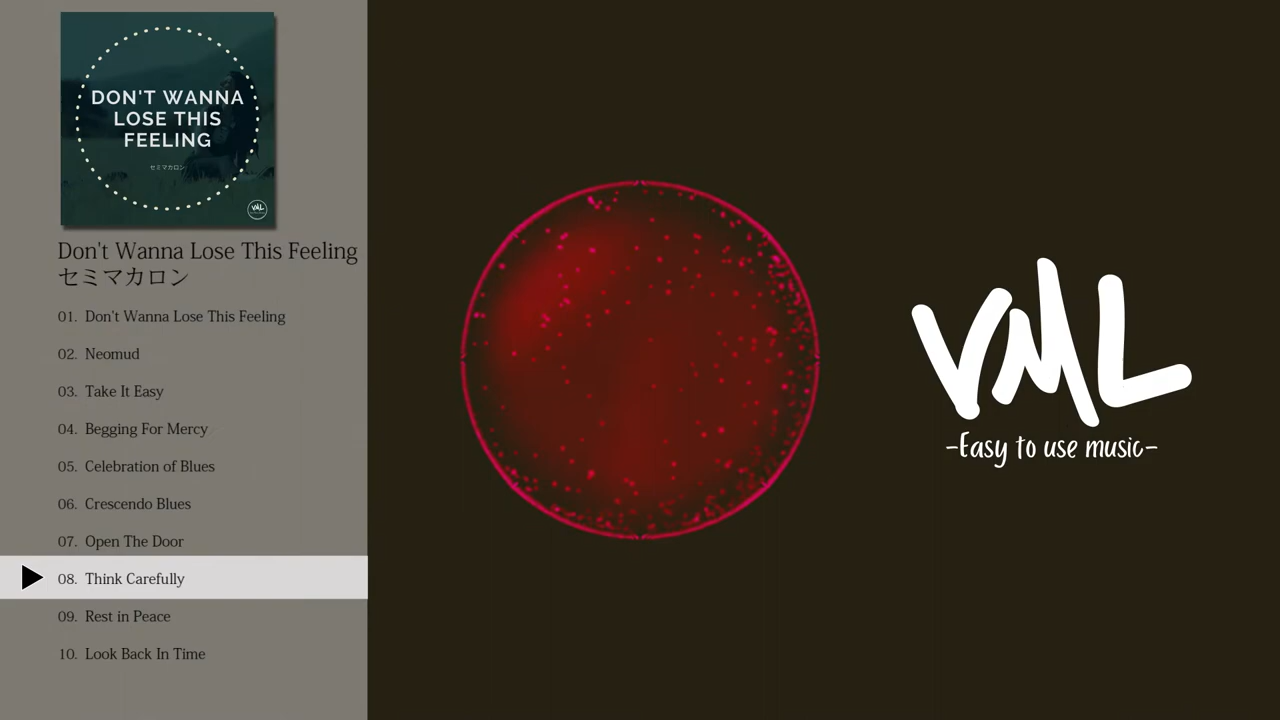 DON'T WANNA
LOSE THIS
FEELING
セミマカロン
VML
Don't Wanna Lose This Feeling
セミマカロン
01. Don't Wanna Lose This Feeling
02. Neomud
03. Take It Easy
04. Begging For Mercy
05. Celebration of Blues
06. Crescendo Blues
07. Open The Door
08. Think Carefully
09. Rest in Peace
10. Look Back In Time
VML
-Easy to use music-